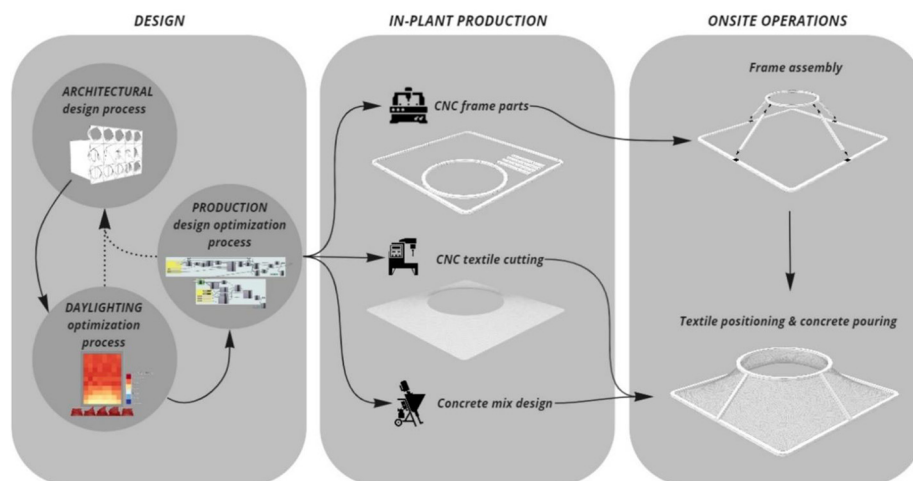 DESIGN
IN-PLANT PRODUCTION
ONSITE OPERATIONS
ARCHITECTURAL
design process
PRODUCTION
design optimization
process
DAYLIGHTING
optimization
process
CNC frame parts
CNC textile cutting
Concrete mix design
Frame assembly
Textile positioning & concrete pouring